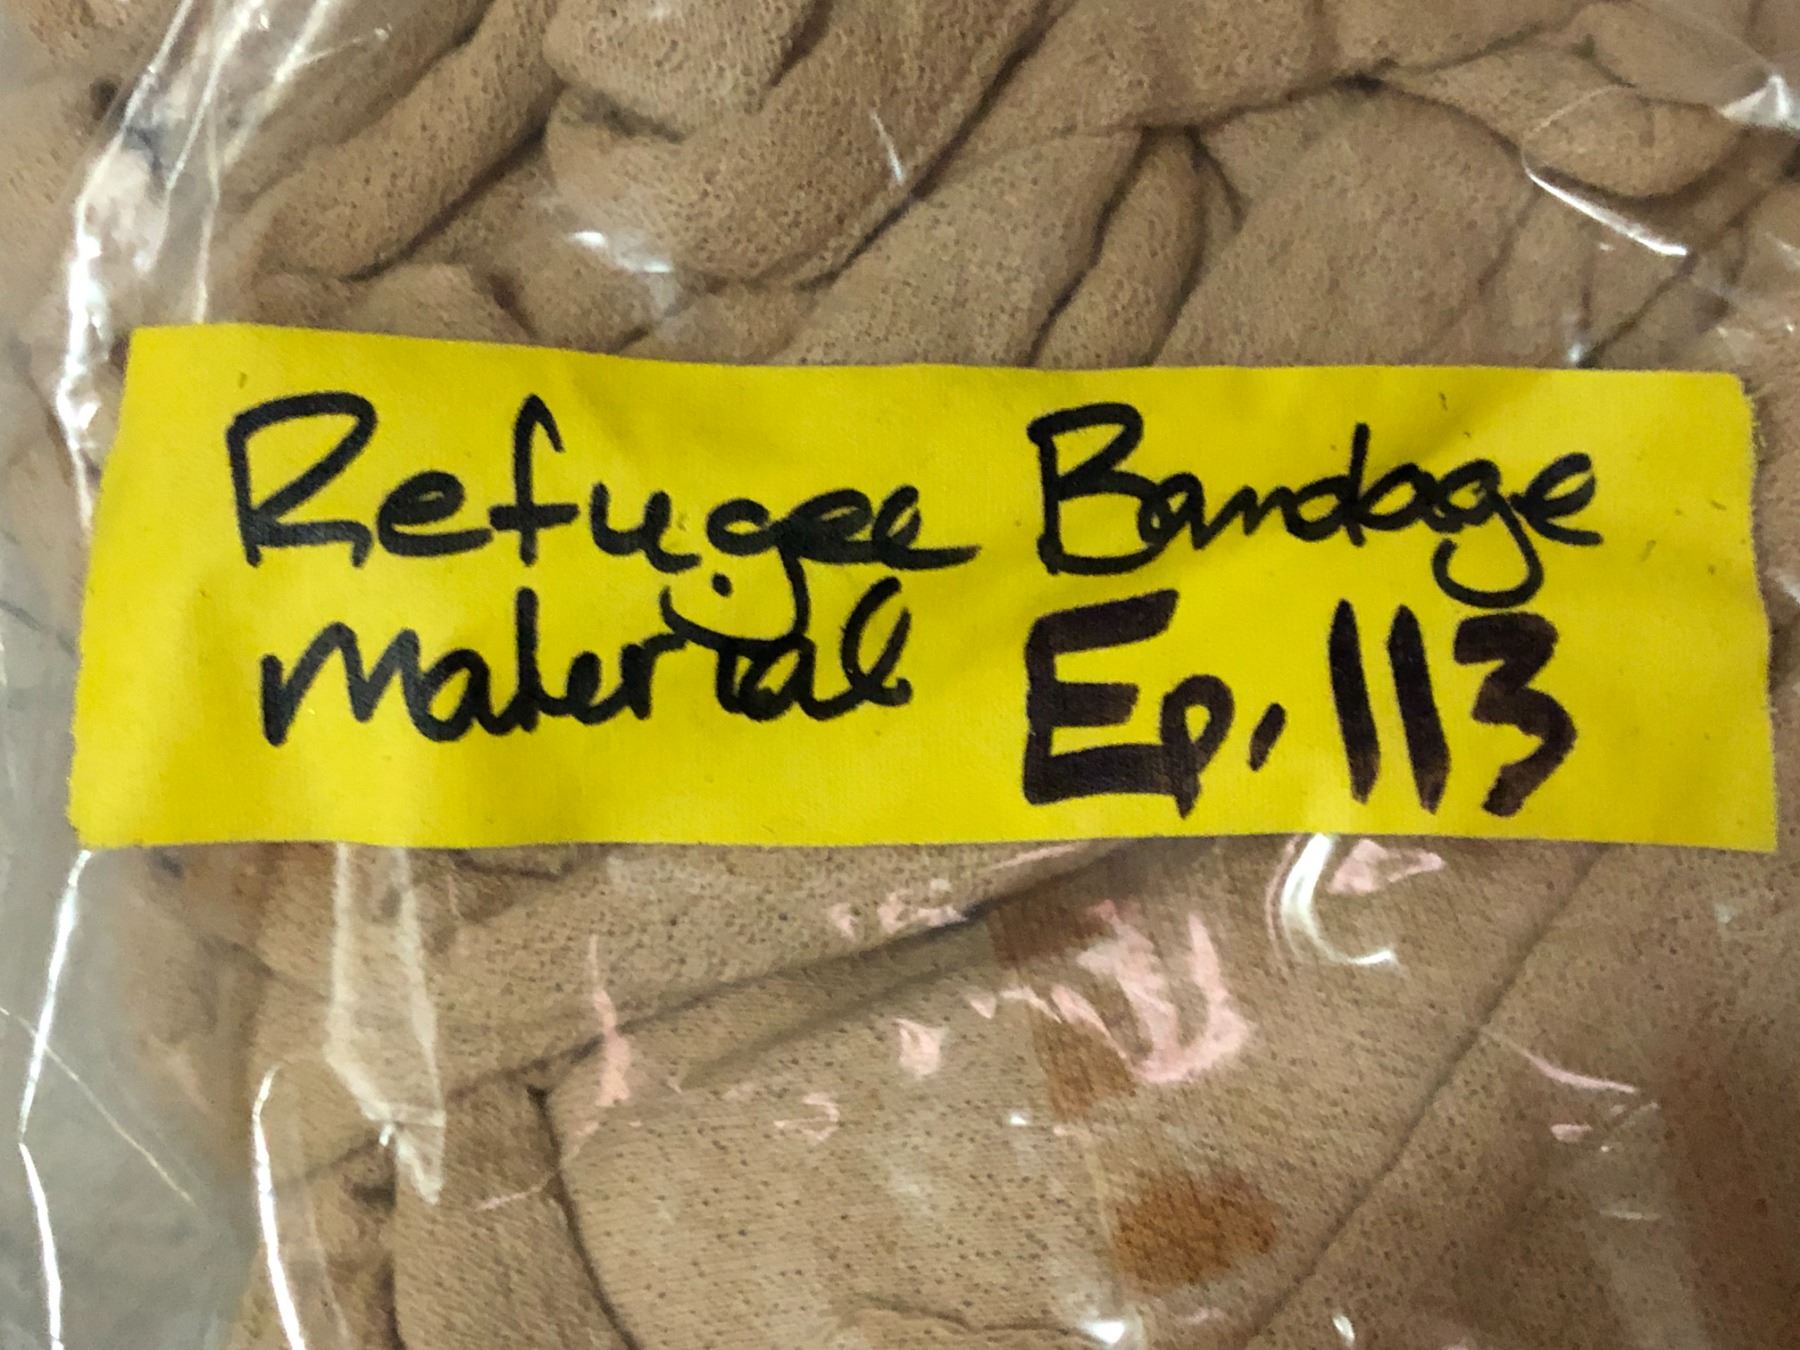 Refugee Bandage
Material Ep. 113